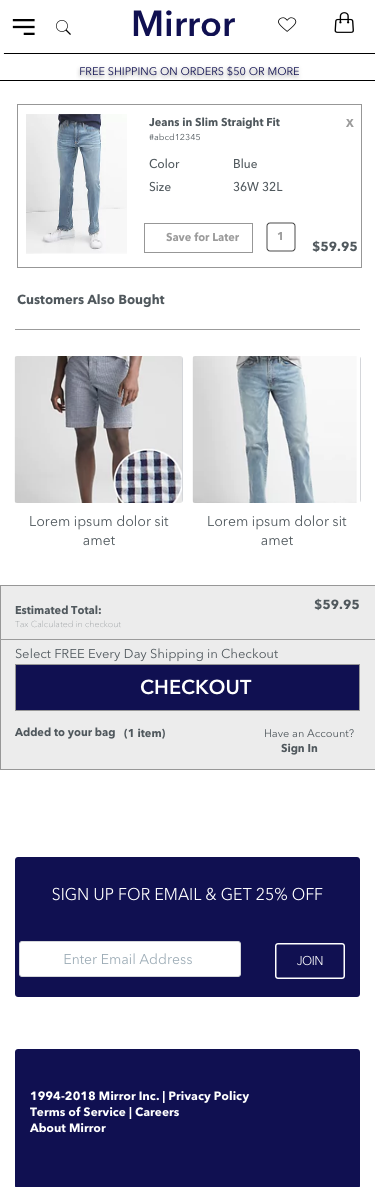 Mirror
FREE SHIPPING ON ORDERS $50 OR MORE
Jeans in Slim Straight Fit
x
#abcd12345
Color Blue
Size 36W 32L
Save for Later 1
$59.95
Customers Also Bought
Lorem ipsum dolor sit
amet
Lorem ipsum dolor sit
amet
Estimated Total: $59.95
Tax Calculated in checkout
Select FREE Every Day Shipping in Checkout
CHECKOUT
Added to your bag (1 item)
Have an Account?
Sign In
SIGN UP FOR EMAIL & GET 25% OFF
Enter Email Address
JOIN
1994-2018 Mirror Inc. | Privacy Policy
Terms of Service | Careers
About Mirror